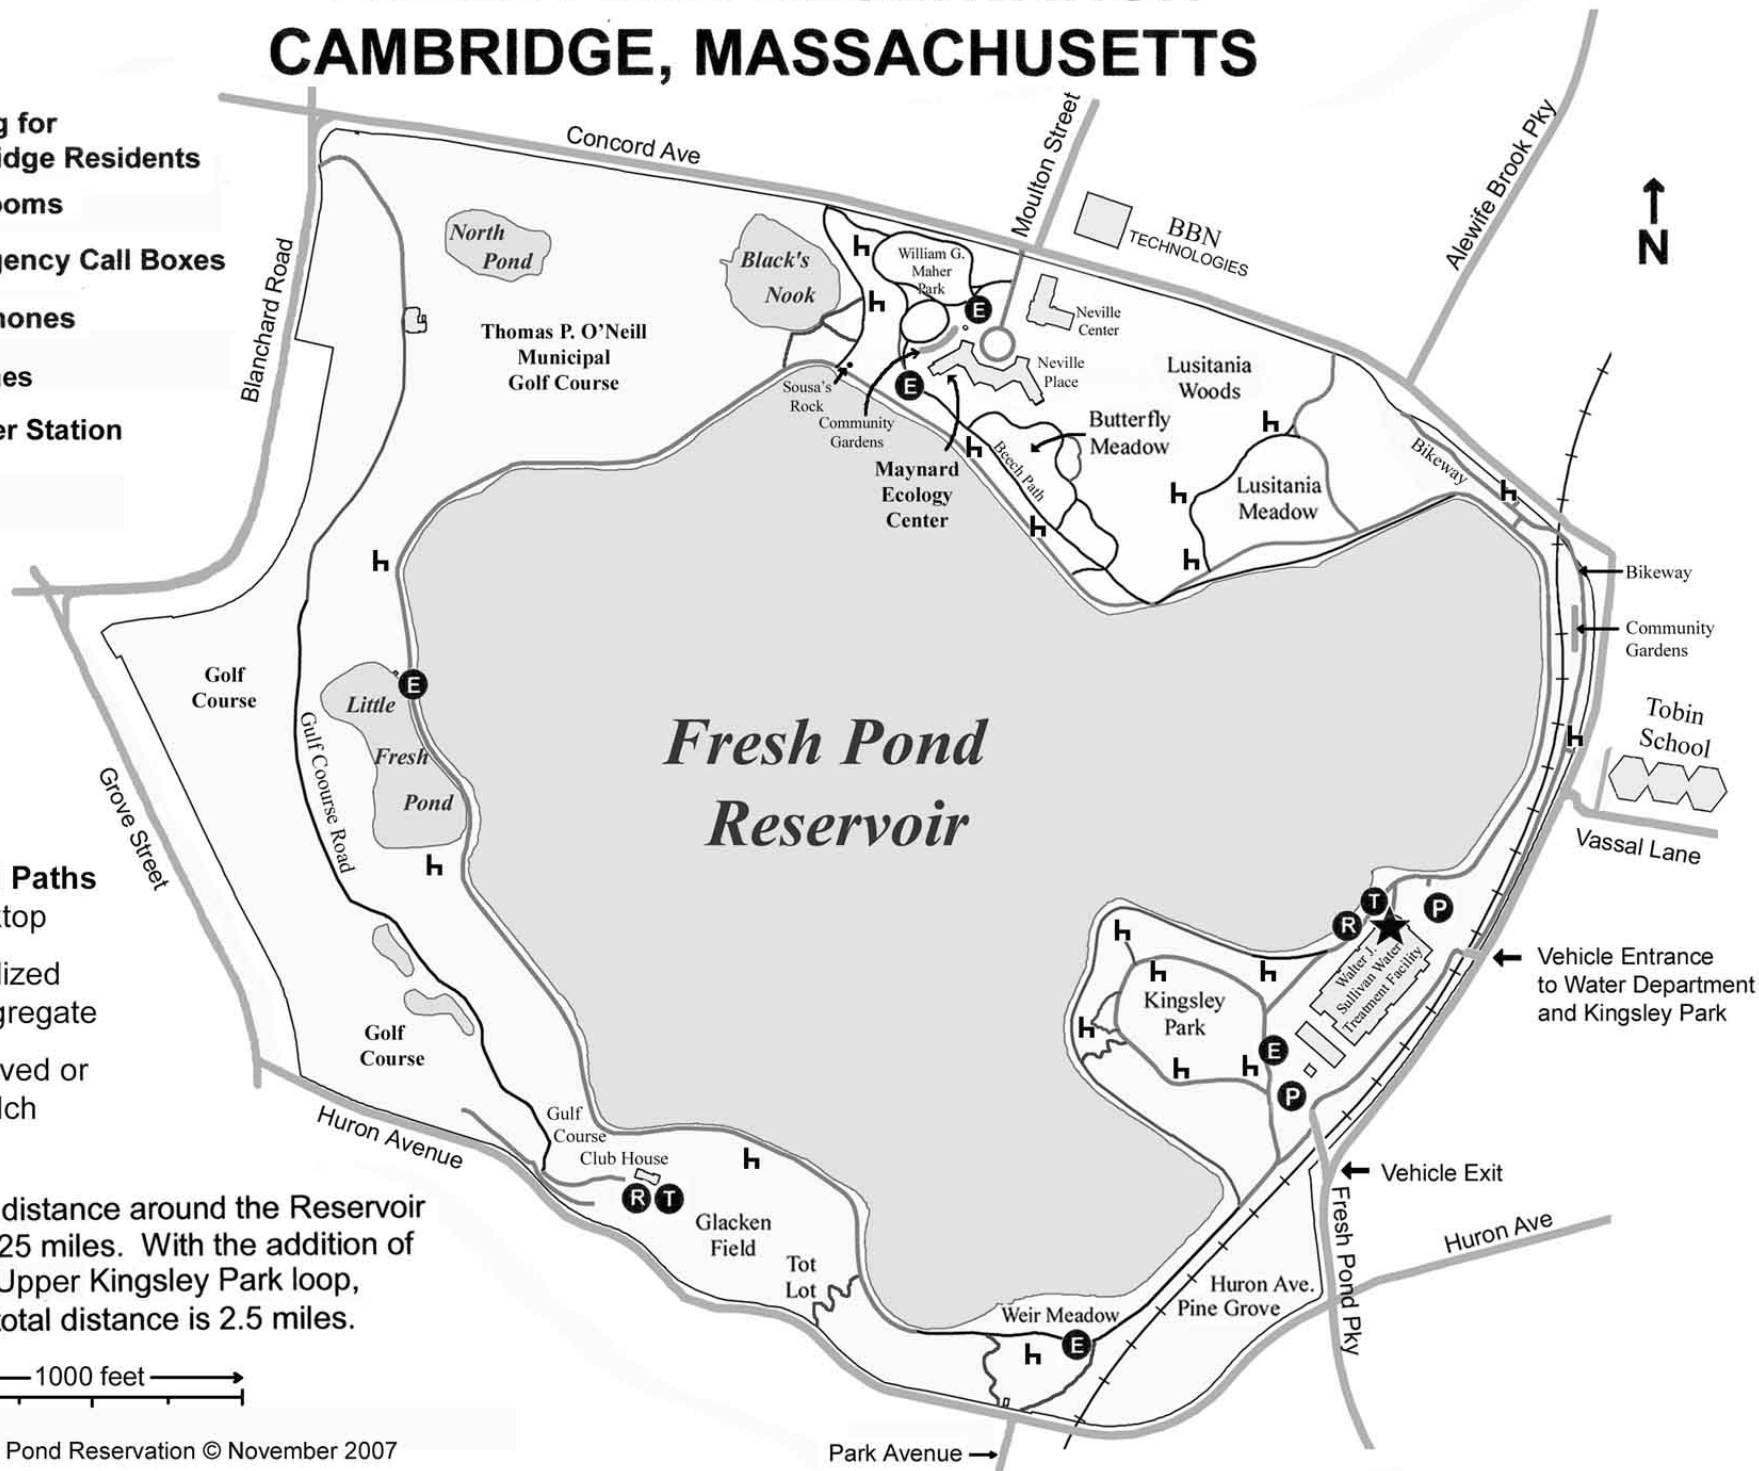 CAMBRIDGE, MASSACHUSETTS
g for
idge Residents
ooms
gency Call Boxes
hones
es
er Station
Paths
ktop
lized
gregate
ved or
lch
distance around the Reservoir
25 miles. With the addition of
Upper Kingsley Park loop,
total distance is 2.5 miles.
1000 feet
Pond Reservation © November 2007
Concord Ave
Moulton Street
Alewife Brook Pky
BBN
TECHNOLOGIES
N
Blanchard Road
North
Pond
Black's
Nook
William G.
Maher
Park
E
Neville
Center
Thomas P. O'Neill
Municipal
Golf Course
Neville
Place
Lusitania
Woods
Sousa's
Rock
E
Community
Gardens
Butterfly
Meadow
Beech Path
Maynard
Ecology
Center
Lusitania
Meadow
Bikeway
Bikeway
Community
Gardens
Golf
Course
Little
Fresh
Pond
E
Gulf Coourse Road
Fresh Pond
Reservoir
Tobin
School
Vassal Lane
Grove Street
T
R
P
Walter J.
Sullivan Water
Treatment Facility
Vehicle Entrance
to Water Department
and Kingsley Park
Kingsley
Park
E
P
Golf
Course
Huron Avenue
Gulf
Course
Club House
R T
Glacken
Field
Tot
Lot
Vehicle Exit
Fresh Pond Pky
Huron Ave
Huron Ave.
Pine Grove
Weir Meadow
E
Park Avenue